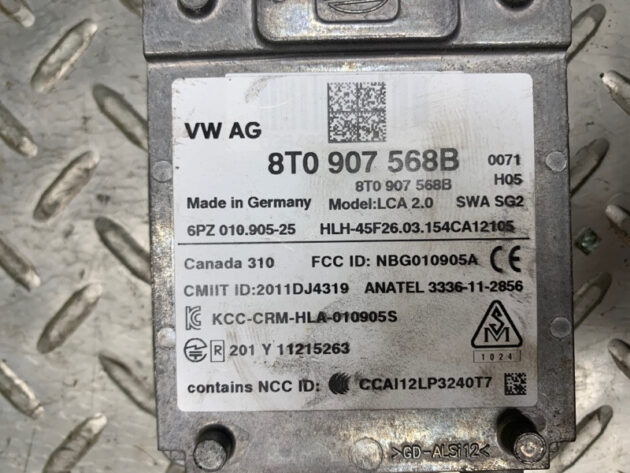 VW AG
8T0 907 568B 0071
8T0 907 568B H05
Made in Germany Model:LCA 2.0 SWA SG2
6PZ 010.905-25 HLH-45F26.03.154CA12105
Canada 310 FCC ID: NBG010905A CE
CMIIT ID:2011DJ4319 ANATEL 3336-11-2856
KCC-CRM-HLA-010905S
R 201 Y 11215263
SM
1024
contains NCC ID: CCAI12LP3240T7
>GD-ALSi12<